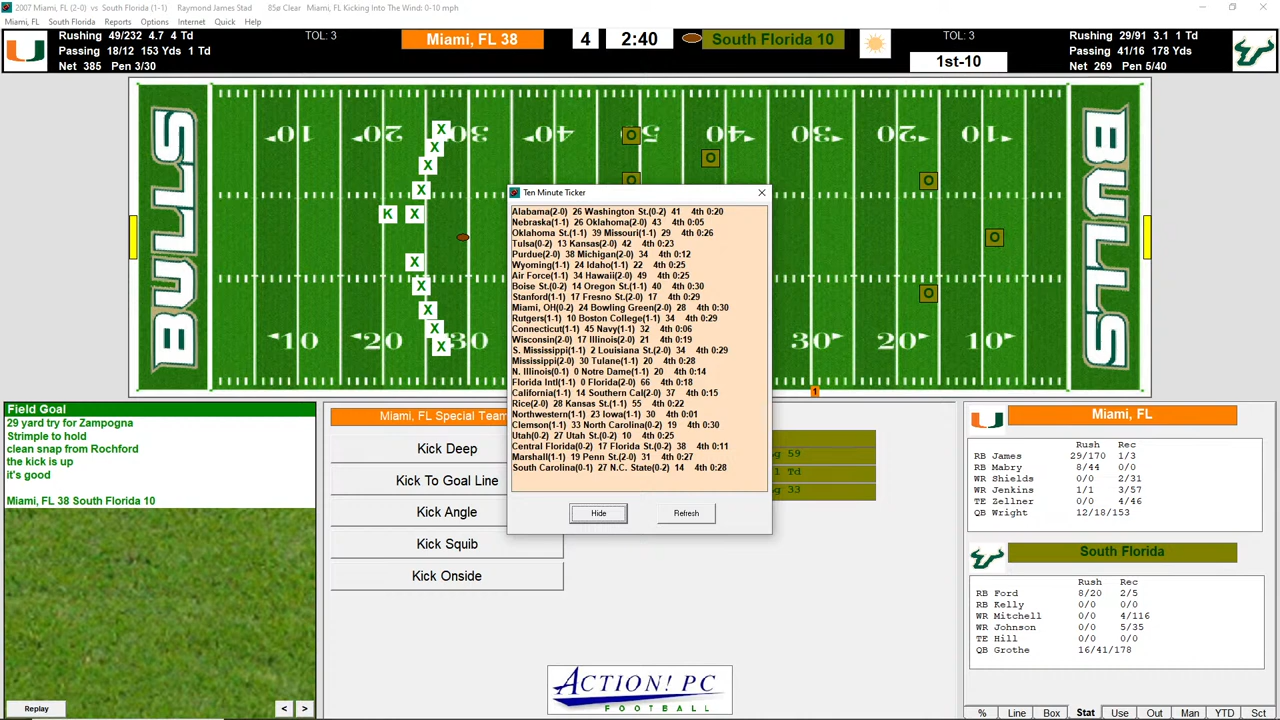 2007 Miami, FL (2-0) vs South Florida (1-1) Raymond James Stad 85ø Clear Miami, FL Kicking Into The Wind: 0-10 mph
Miami, FL South Florida Reports Options Internet Quick Help
Rushing 49/232 4.7 4 Td
Passing 18/12 153 Yds 1 Td
Net 385 Pen 3/30
TOL: 3
Miami, FL 38
4
2:40
South Florida 10
TOL: 3
1st-10
Rushing 29/91 3.1 1 Td
Passing 41/16 178 Yds
Net 269 Pen 5/40
BULLS
10 20 30 40 50 40 30 20 10
X
X
X
X
K X
X
X
X
X
X
O
O
O
O
O
O
10 20 30 30 20 10
BULLS
1
Ten Minute Ticker
Alabama(2-0) 26 Washington St.(0-2) 41 4th 0:20
Nebraska(1-1) 26 Oklahoma(2-0) 43 4th 0:05
Oklahoma St.(1-1) 39 Missouri(1-1) 29 4th 0:26
Tulsa(0-2) 13 Kansas(2-0) 42 4th 0:23
Purdue(2-0) 38 Michigan(2-0) 34 4th 0:12
Wyoming(1-1) 24 Idaho(1-1) 22 4th 0:25
Air Force(1-1) 34 Hawaii(2-0) 49 4th 0:25
Boise St.(0-2) 14 Oregon St.(1-1) 40 4th 0:30
Stanford(1-1) 17 Fresno St.(2-0) 17 4th 0:29
Miami, OH(0-2) 24 Bowling Green(2-0) 28 4th 0:30
Rutgers(1-1) 10 Boston College(1-1) 34 4th 0:29
Connecticut(1-1) 45 Navy(1-1) 32 4th 0:06
Wisconsin(2-0) 17 Illinois(2-0) 21 4th 0:19
S. Mississippi(1-1) 2 Louisiana St.(2-0) 34 4th 0:29
Mississippi(2-0) 30 Tulane(1-1) 20 4th 0:28
N. Illinois(0-1) 0 Notre Dame(1-1) 20 4th 0:14
Florida Intl(1-1) 0 Florida(2-0) 66 4th 0:18
California(1-1) 14 Southern Cal(2-0) 37 4th 0:15
Rice(2-0) 28 Kansas St.(1-1) 55 4th 0:22
Northwestern(1-1) 23 Iowa(1-1) 30 4th 0:01
Clemson(1-1) 33 North Carolina(0-2) 19 4th 0:30
Utah(0-2) 27 Utah St.(0-2) 10 4th 0:25
Central Florida(0-2) 17 Florida St.(0-2) 38 4th 0:11
Marshall(1-1) 19 Penn St.(2-0) 31 4th 0:27
South Carolina(0-1) 27 N.C. State(0-2) 14 4th 0:28
Hide Refresh
Field Goal
29 yard try for Zampogna
Strimple to hold
clean snap from Rochford
the kick is up
it's good
Miami, FL 38 South Florida 10
Replay < >
Miami, FL Special Team
Kick Deep
Kick To Goal Line
Kick Angle
Kick Squib
Kick Onside
g 59
1 Td
g 33
ACTION! PC
FOOTBALL
Miami, FL
Rush Rec
RB James 29/170 1/3
RB Mabry 8/44 0/0
WR Shields 0/0 2/31
WR Jenkins 1/1 3/57
TE Zellner 0/0 4/46
QB Wright 12/18/153
South Florida
Rush Rec
RB Ford 8/20 2/5
RB Kelly 0/0 0/0
WR Mitchell 0/0 4/116
WR Johnson 0/0 5/35
TE Hill 0/0 0/0
QB Grothe 16/41/178
% Line Box Stat Use Out Man YTD Sct